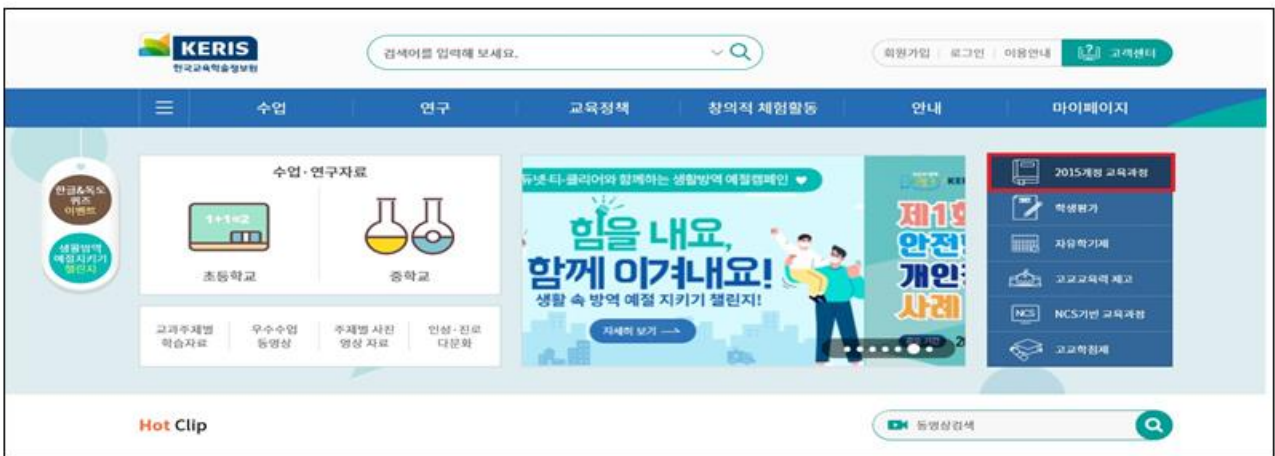 KERIS
한국교육학술정보원
검색어를 입력해 보세요.
회원가입 로그인 이용안내 고객센터
수업 연구 교육정책 창의적 체험활동 안내 마이페이지
한글&독도
퀴즈
이벤트
생활방역
예절지키기
챌린지
수업·연구자료
1+1=2
초등학교 중학교
교과주제별
학습자료
우수수업
동영상
주제별 사진
영상 자료
인성·진로
다문화
듀넷·티-클리어와 함께하는 생활방역 예절캠페인
힘을 내요,
함께 이겨내요!
생활 속 방역 예절 지키기 챌린지!
자세히 보기
제1회
안전
개인
사례
2015개정 교육과정
학생평가
자유학기제
고교교육력 제고
NCS
NCS기반 교육과정
고교학점제
Hot Clip
동영상검색